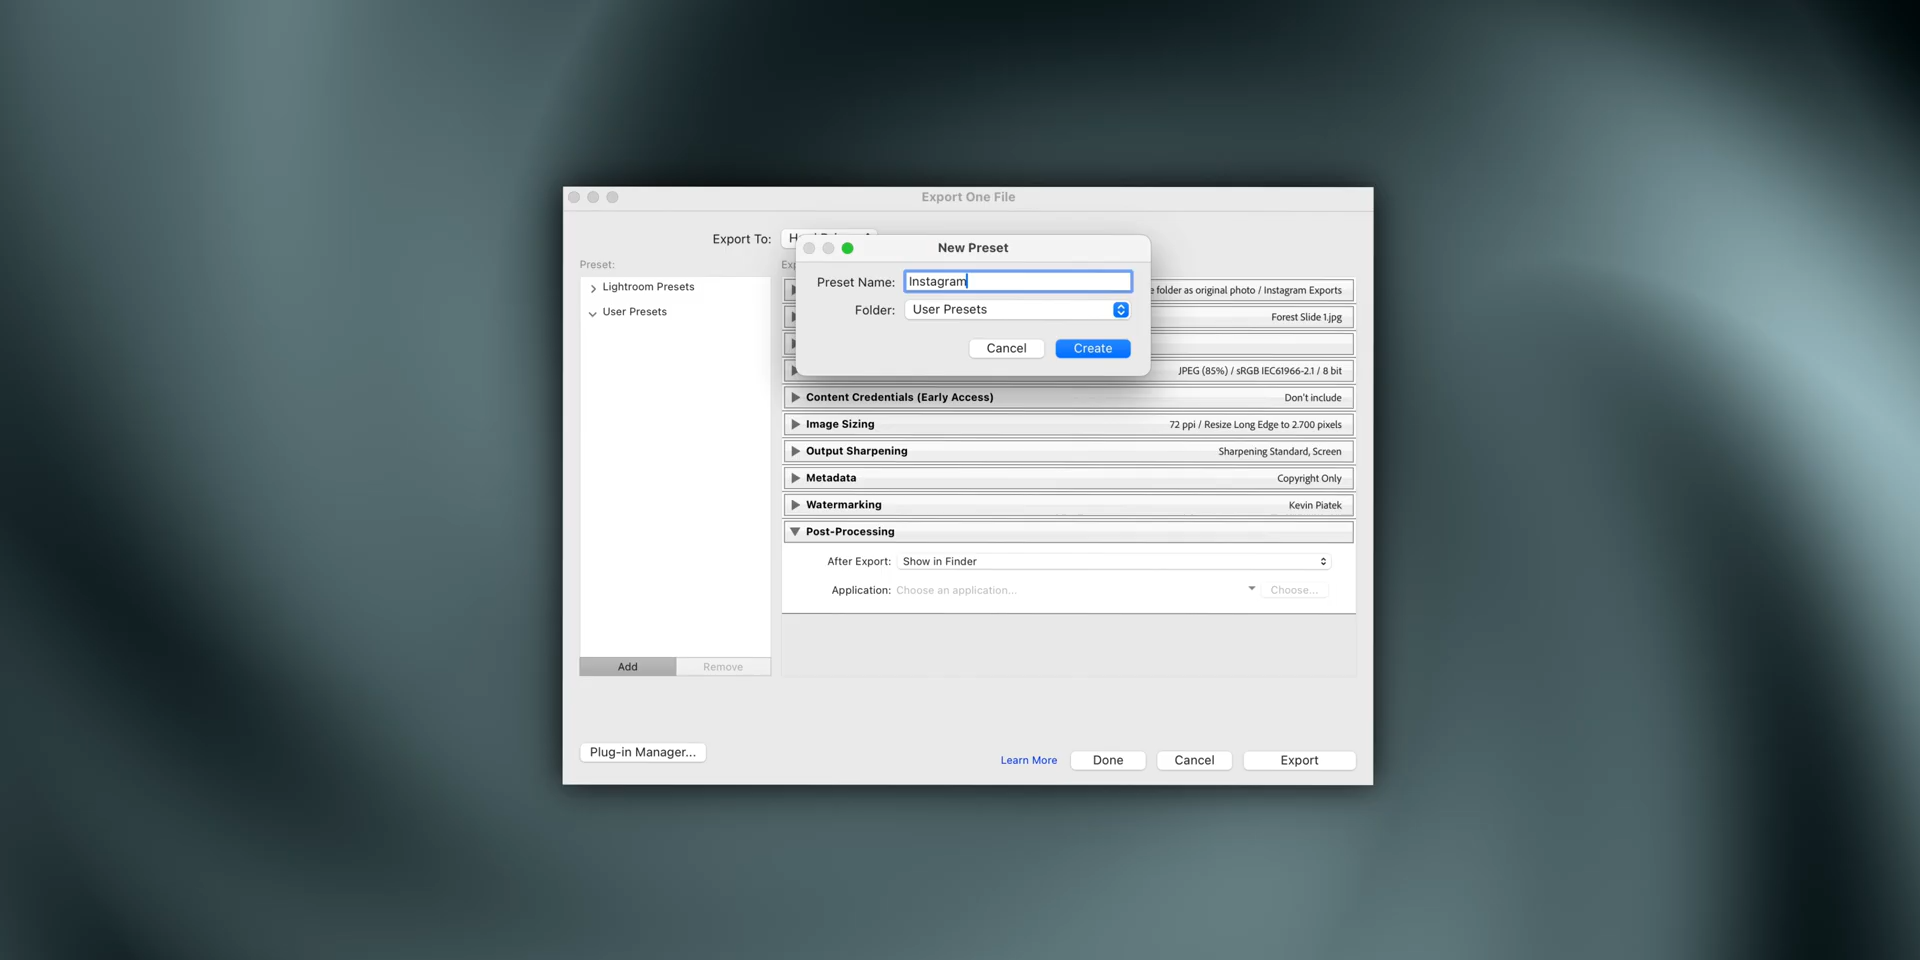 Export One File
Export To:
New Preset
Preset:
Preset Name: Instagram
Lightroom Presets
folder as original photo / Instagram Exports
User Presets
Folder: User Presets
Forest Slide 1.jpg
Cancel
Create
JPEG (85%) / sRGB IEC61966-2.1 / 8 bit
Content Credentials (Early Access) Don't include
Image Sizing 72 ppi / Resize Long Edge to 2.700 pixels
Output Sharpening Sharpening Standard, Screen
Metadata Copyright Only
Watermarking Kevin Piatek
Post-Processing
After Export: Show in Finder
Application: Choose an application... Choose...
Add Remove
Plug-in Manager...
Learn More Done Cancel Export